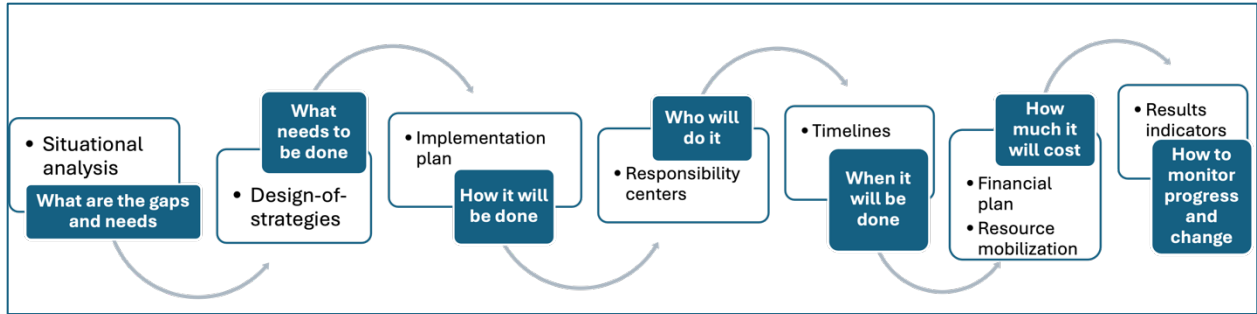 • Situational
analysis
What are the gaps
and needs
What
needs to
be done
• Design-of-
strategies
• Implementation
plan
How it will
be done
Who will
do it
• Responsibility
centers
• Timelines
When it
will be
done
How
much it
will cost
• Financial
plan
• Resource
mobilization
• Results
indicators
How to
monitor
progress
and
change